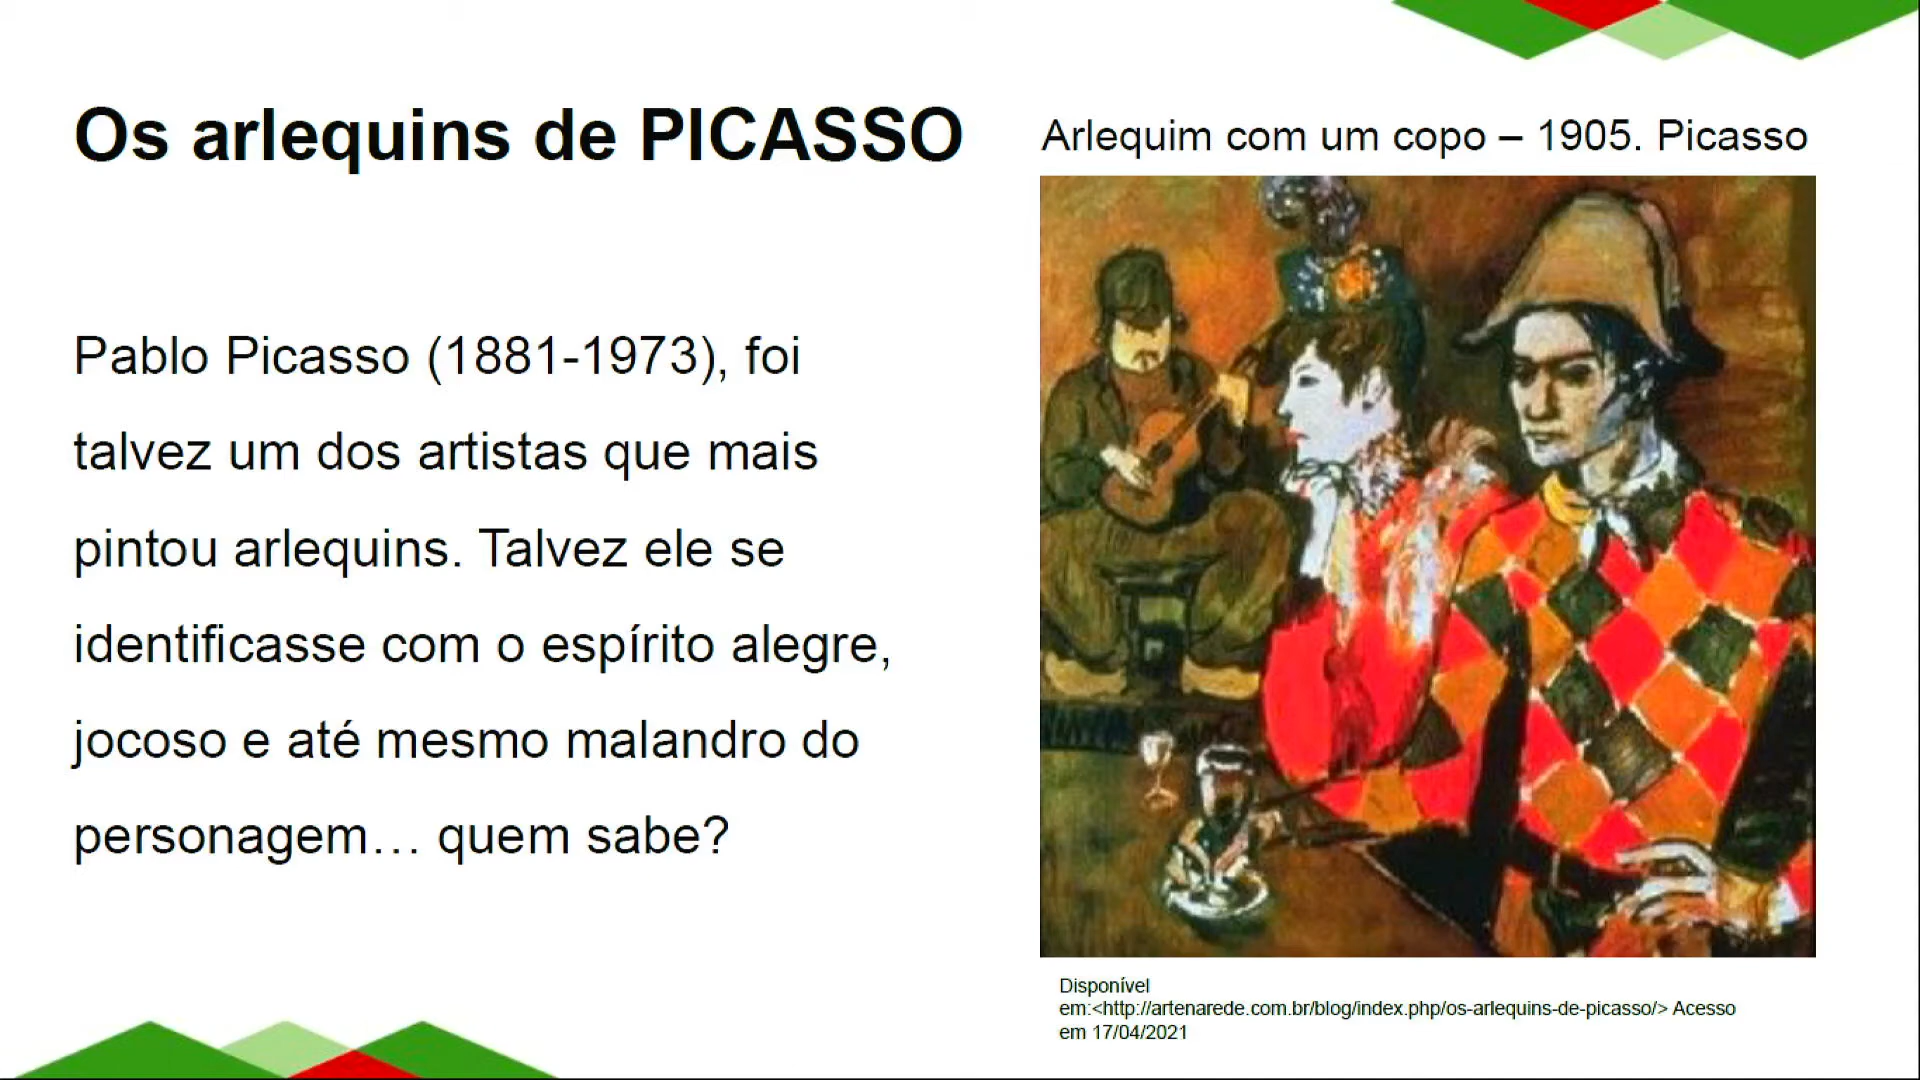 Os arlequins de PICASSO
Arlequim com um copo – 1905. Picasso
Pablo Picasso (1881-1973), foi
talvez um dos artistas que mais
pintou arlequins. Talvez ele se
identificasse com o espírito alegre,
jocoso e até mesmo malandro do
personagem… quem sabe?
Disponível
em:<http://artenarede.com.br/blog/index.php/os-arlequins-de-picasso/> Acesso
em 17/04/2021